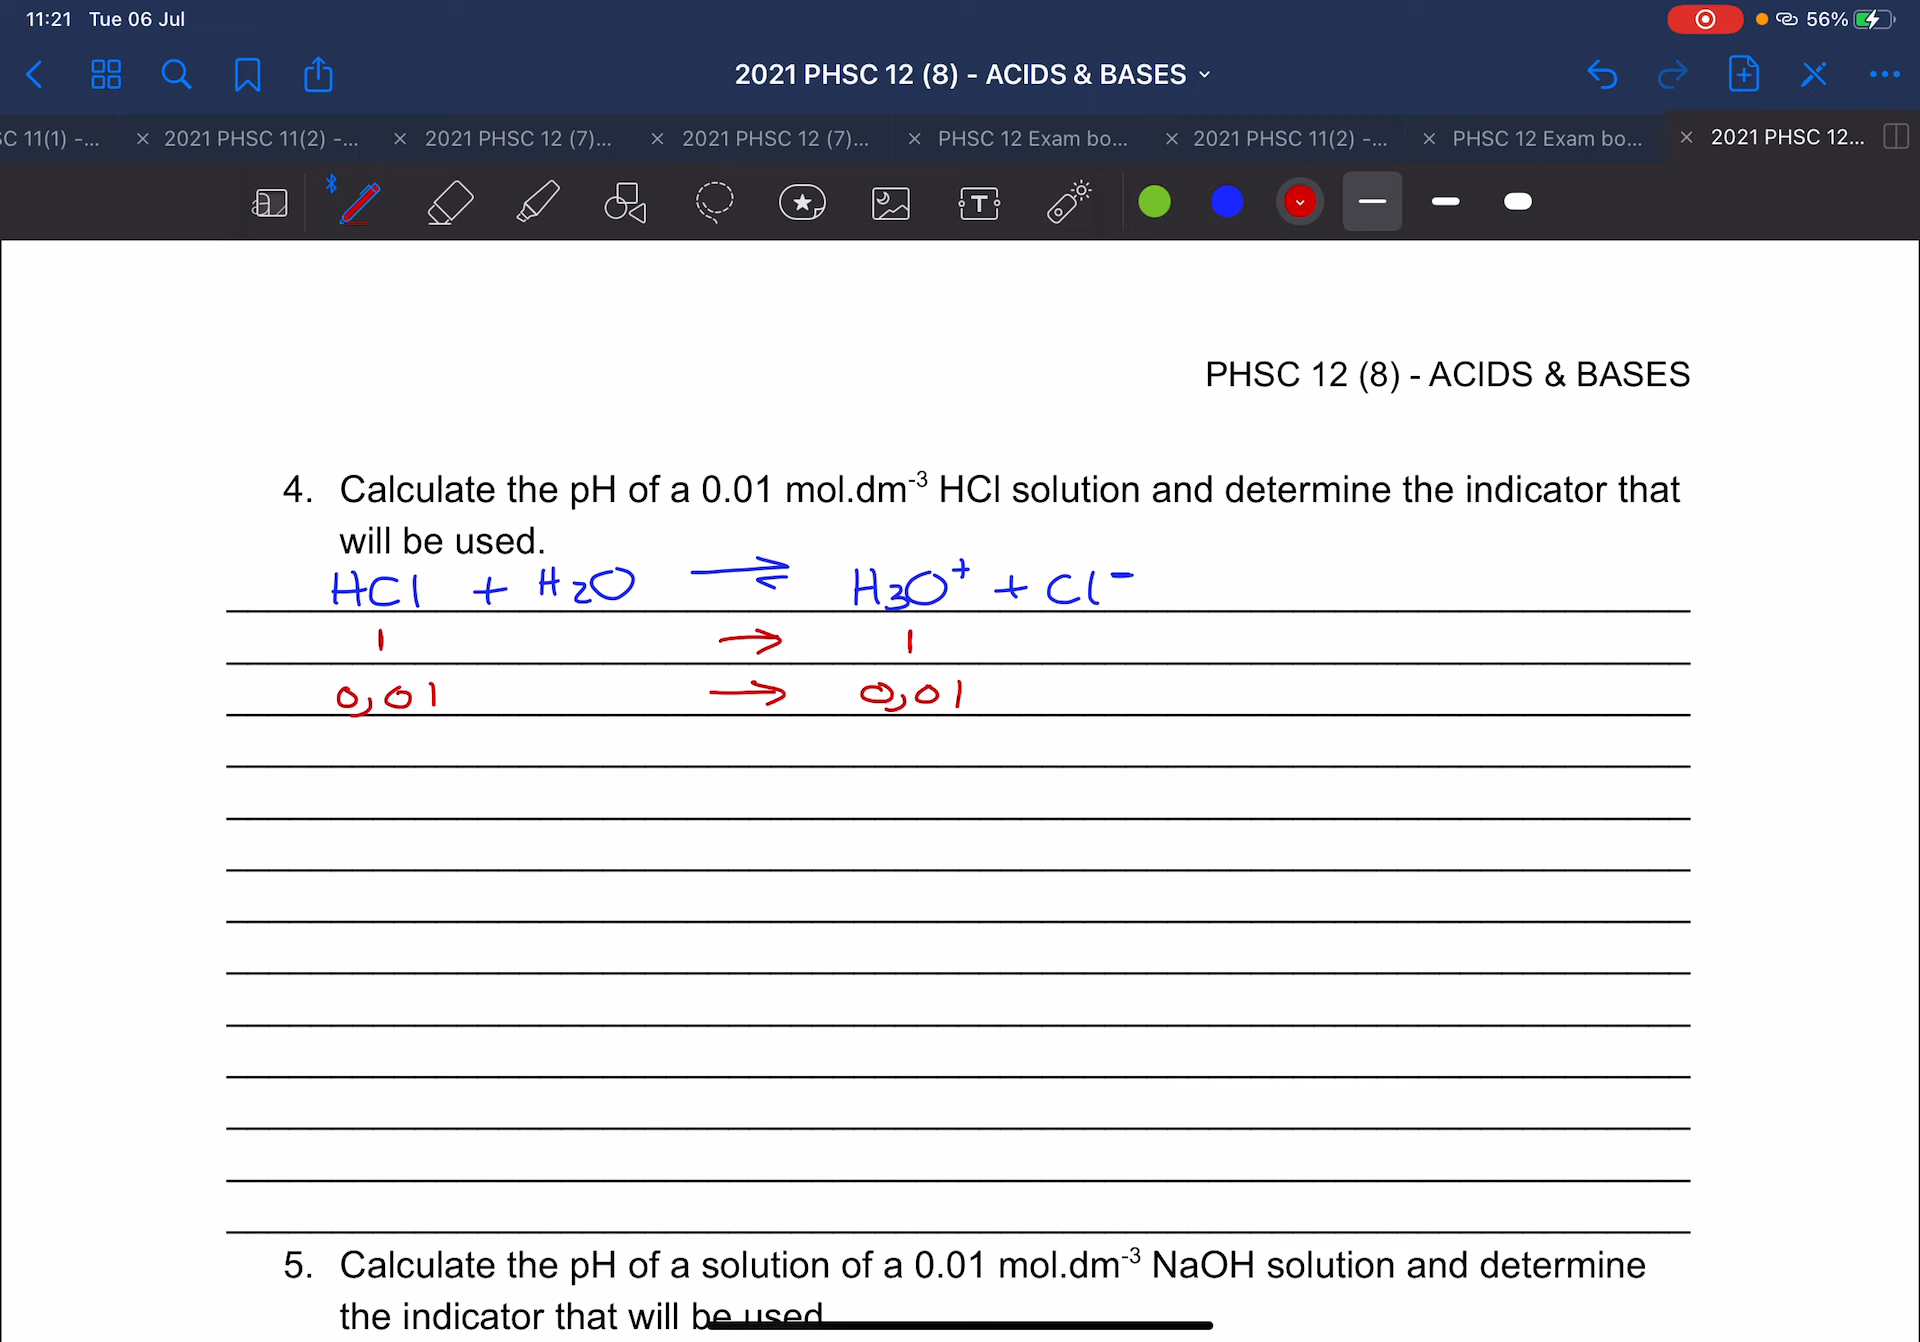 11:21 Tue 06 Jul 56%
2021 PHSC 12 (8) - ACIDS & BASES
SC 11(1) -... × 2021 PHSC 11(2) -... × 2021 PHSC 12 (7)... × 2021 PHSC 12 (7)... × PHSC 12 Exam bo... × 2021 PHSC 11(2) -... × PHSC 12 Exam bo... × 2021 PHSC 12...
PHSC 12 (8) - ACIDS & BASES
4. Calculate the pH of a 0.01 mol.dm⁻³ HCl solution and determine the indicator that
will be used.
HCl + H₂O ⇌ H₃O⁺ + Cl⁻
1 → 1
0,01 → 0,01
5. Calculate the pH of a solution of a 0.01 mol.dm⁻³ NaOH solution and determine
the indicator that will be used